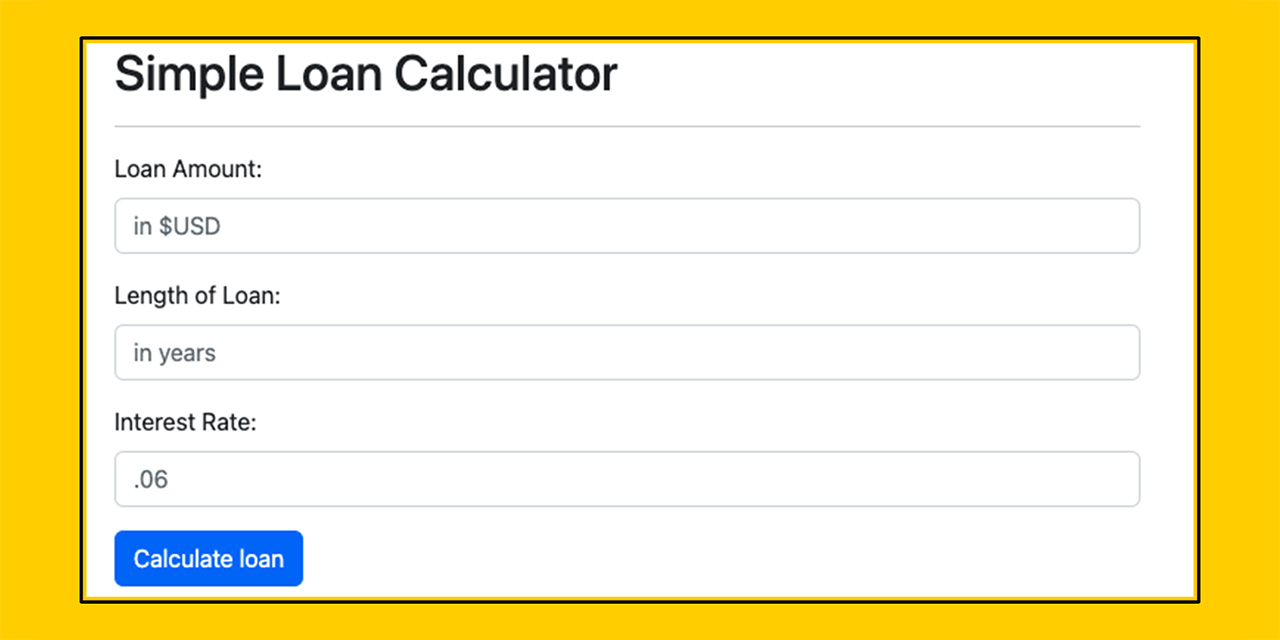 Simple Loan Calculator
Loan Amount:
in $USD
Length of Loan:
in years
Interest Rate:
.06
Calculate loan